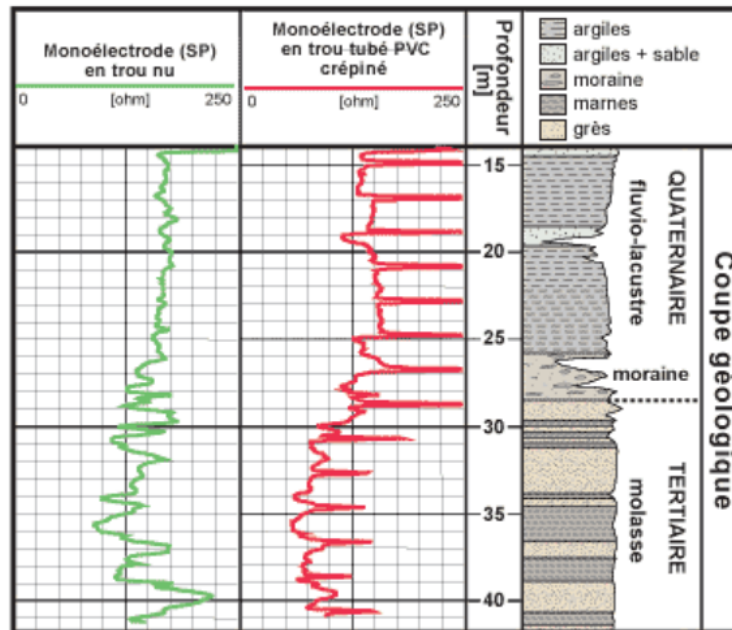 Monoélectrode (SP)
en trou nu
0 [ohm] 250
Monoélectrode (SP)
en trou tubé PVC
crépiné
0 [ohm] 250
Profondeur
[m]
argiles
argiles + sable
moraine
marnes
grès
15
20
25
30
35
40
fluvio-lacustre
QUATERNAIRE
moraine
molasse
TERTIAIRE
Coupe géologique